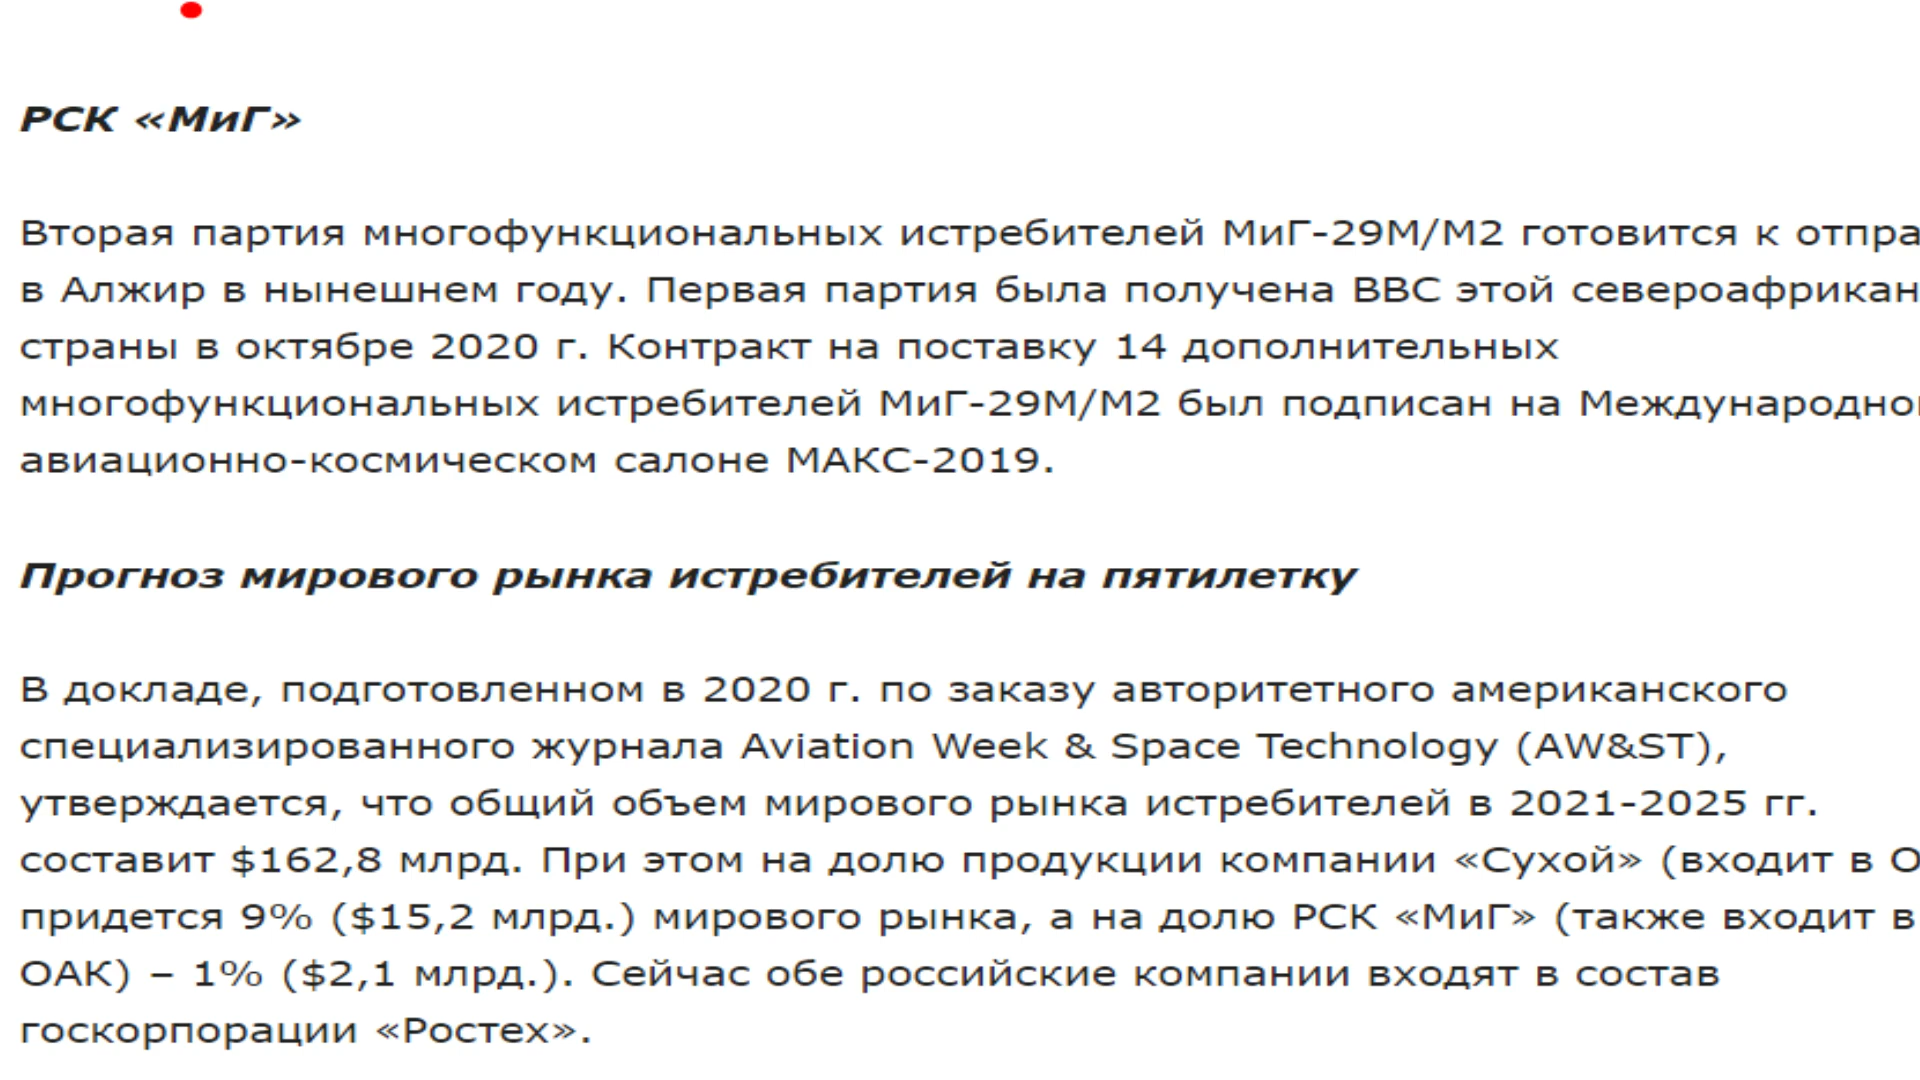 РСК «МиГ»
Вторая партия многофункциональных истребителей МиГ-29М/М2 готовится к
в Алжир в нынешнем году. Первая партия была получена ВВС этой
страны в октябре 2020 г. Контракт на поставку 14 дополнительных
многофункциональных истребителей МиГ-29М/М2 был подписан на
авиационно-космическом салоне МАКС-2019.
Прогноз мирового рынка истребителей на пятилетку
В докладе, подготовленном в 2020 г. по заказу авторитетного американского
специализированного журнала Aviation Week & Space Technology (AW&ST),
утверждается, что общий объем мирового рынка истребителей в 2021-2025 гг.
составит $162,8 млрд. При этом на долю продукции компании «Сухой» (входит в
придется 9% ($15,2 млрд.) мирового рынка, а на долю РСК «МиГ» (также входит в
ОАК) – 1% ($2,1 млрд.). Сейчас обе российские компании входят в состав
госкорпорации «Ростех».